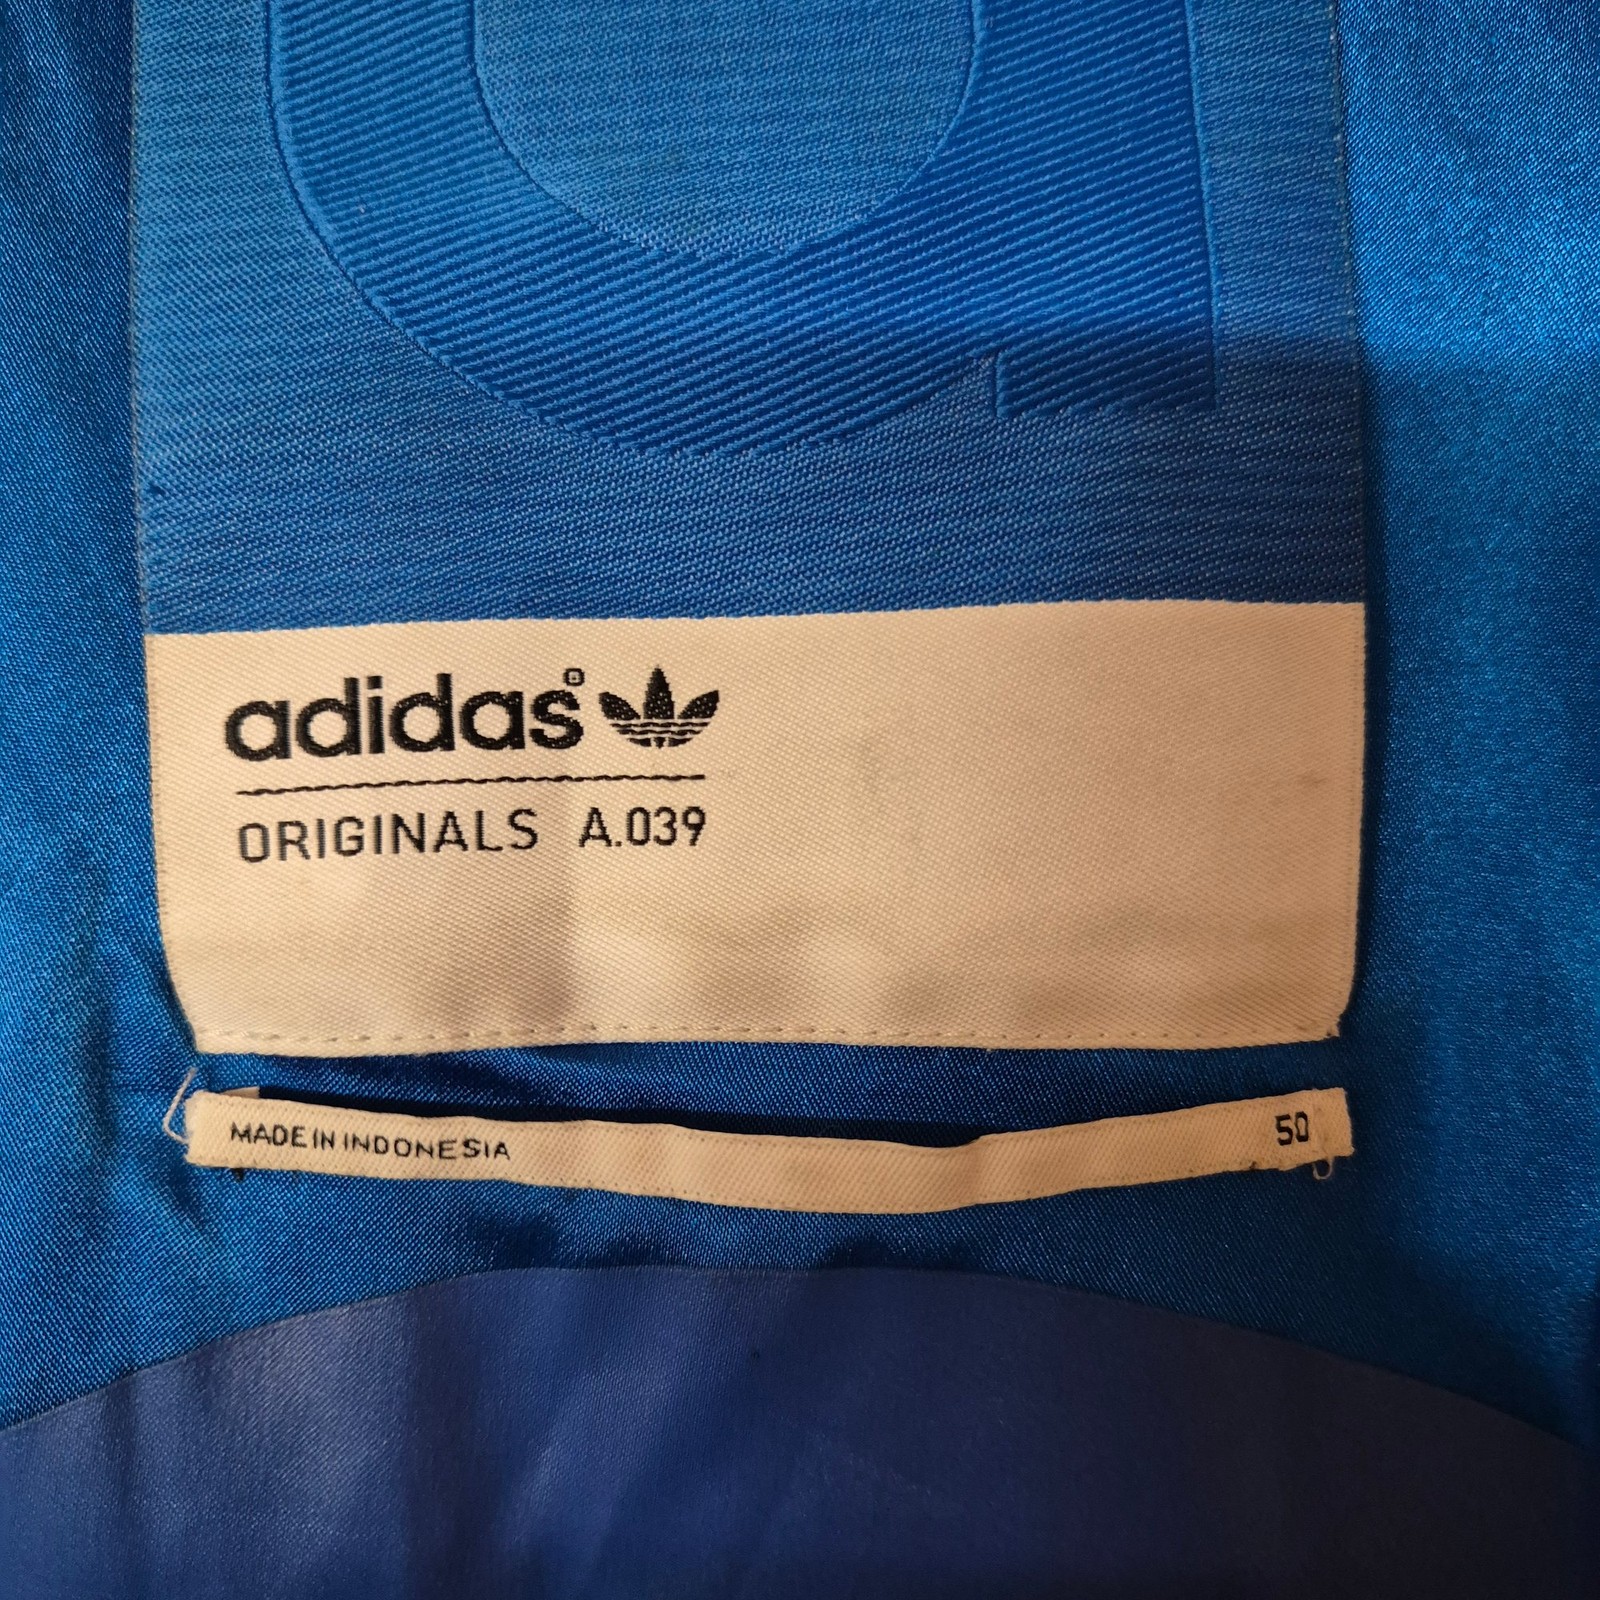 a
adidas
ORIGINALS A.039
MADE IN INDONESIA 50